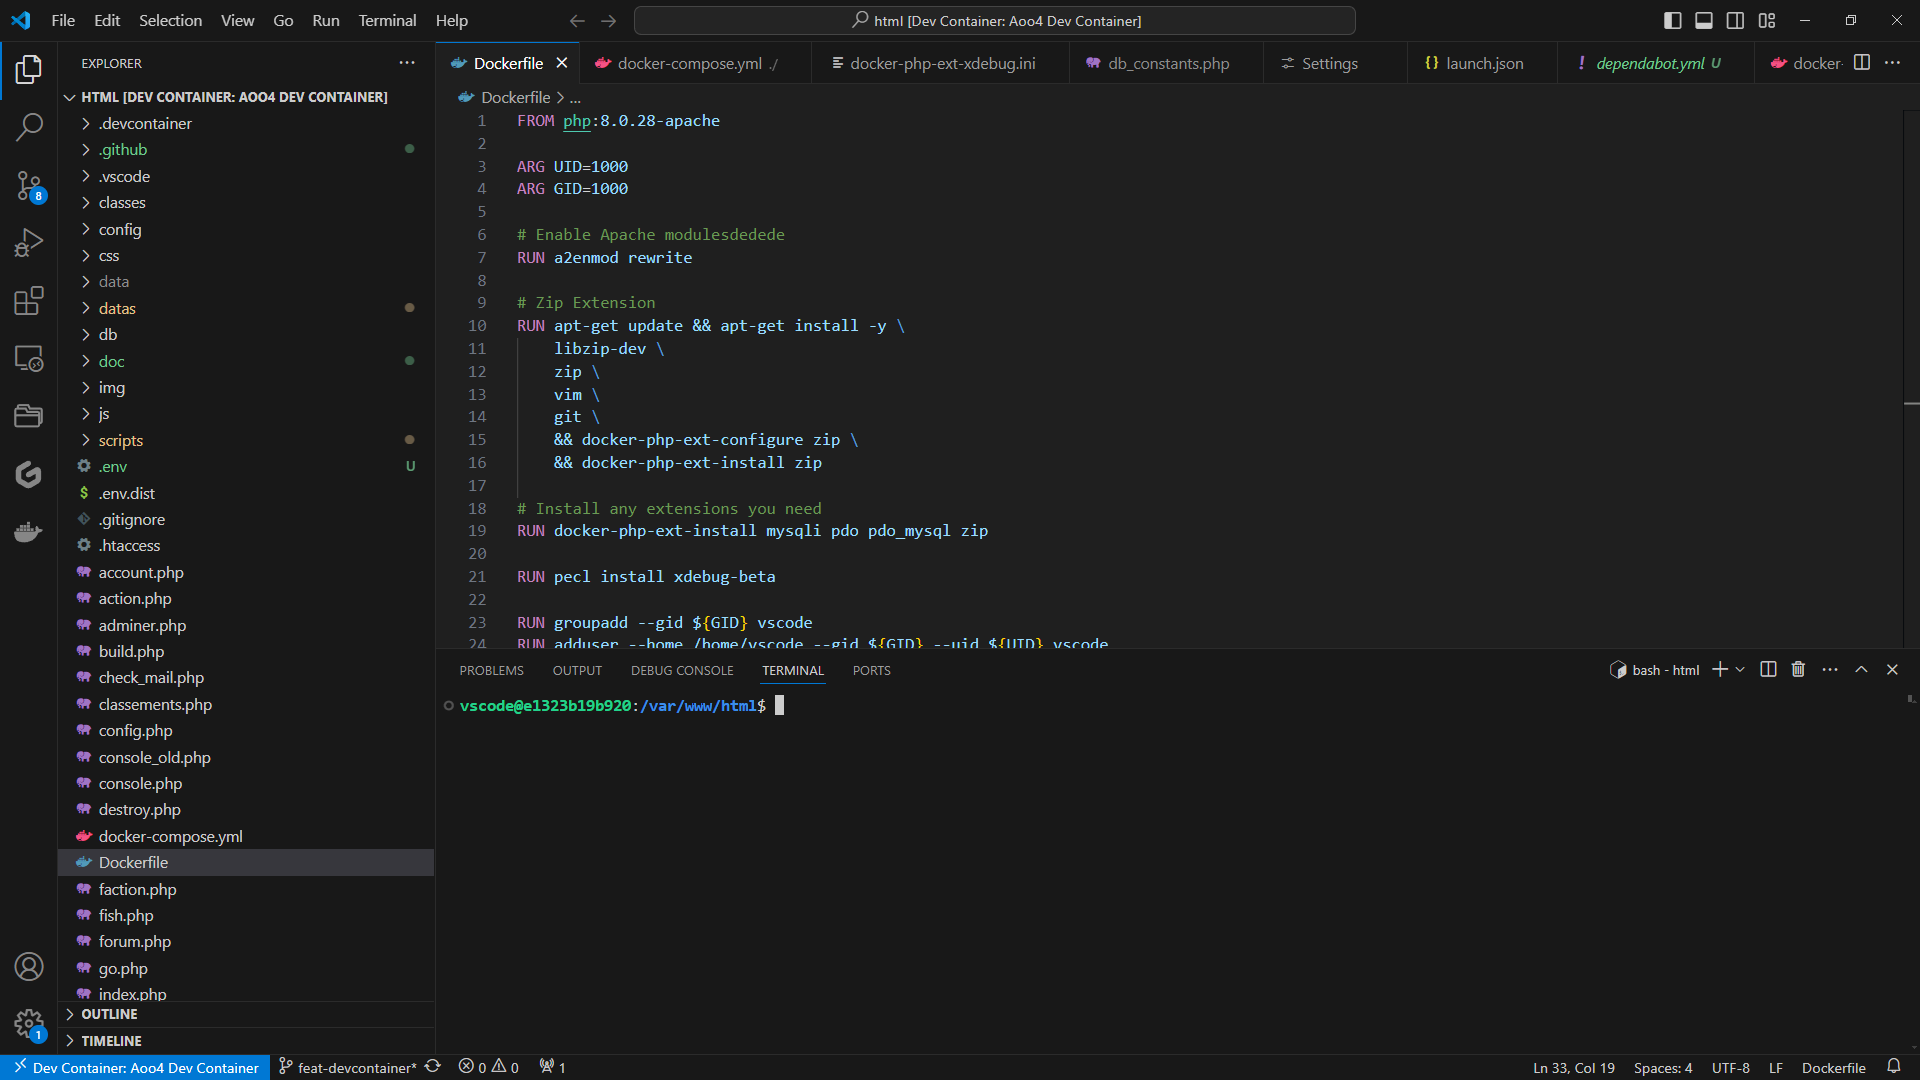 File Edit Selection View Go Run Terminal Help
html [Dev Container: Aoo4 Dev Container]
EXPLORER
Dockerfile
docker-compose.yml ./
docker-php-ext-xdebug.ini
db_constants.php
Settings
launch.json
dependabot.yml U
docker-
HTML [DEV CONTAINER: AOO4 DEV CONTAINER]
.devcontainer
.github
.vscode
classes
config
css
data
datas
db
doc
img
js
scripts
.env U
.env.dist
.gitignore
.htaccess
account.php
action.php
adminer.php
build.php
check_mail.php
classements.php
config.php
console_old.php
console.php
destroy.php
docker-compose.yml
Dockerfile
faction.php
fish.php
forum.php
go.php
index.php
OUTLINE
TIMELINE
8
1
Dockerfile > ...
1 FROM php:8.0.28-apache
2
3 ARG UID=1000
4 ARG GID=1000
5
6 # Enable Apache modulesdedede
7 RUN a2enmod rewrite
8
9 # Zip Extension
10 RUN apt-get update && apt-get install -y \
11 libzip-dev \
12 zip \
13 vim \
14 git \
15 && docker-php-ext-configure zip \
16 && docker-php-ext-install zip
17
18 # Install any extensions you need
19 RUN docker-php-ext-install mysqli pdo pdo_mysql zip
20
21 RUN pecl install xdebug-beta
22
23 RUN groupadd --gid ${GID} vscode
24 RUN adduser --home /home/vscode --gid ${GID} --uid ${UID} vscode
PROBLEMS OUTPUT DEBUG CONSOLE TERMINAL PORTS
bash - html
vscode@e1323b19b920:/var/www/html$
Dev Container: Aoo4 Dev Container
feat-devcontainer*
0 0
1
Ln 33, Col 19
Spaces: 4
UTF-8
LF
Dockerfile